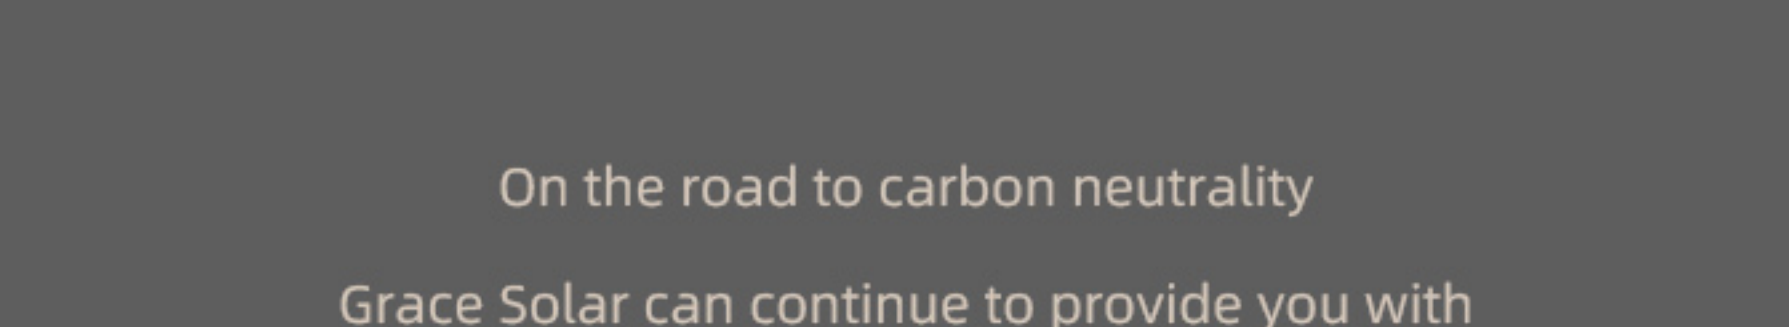 On the road to carbon neutrality
Grace Solar can continue to provide you with